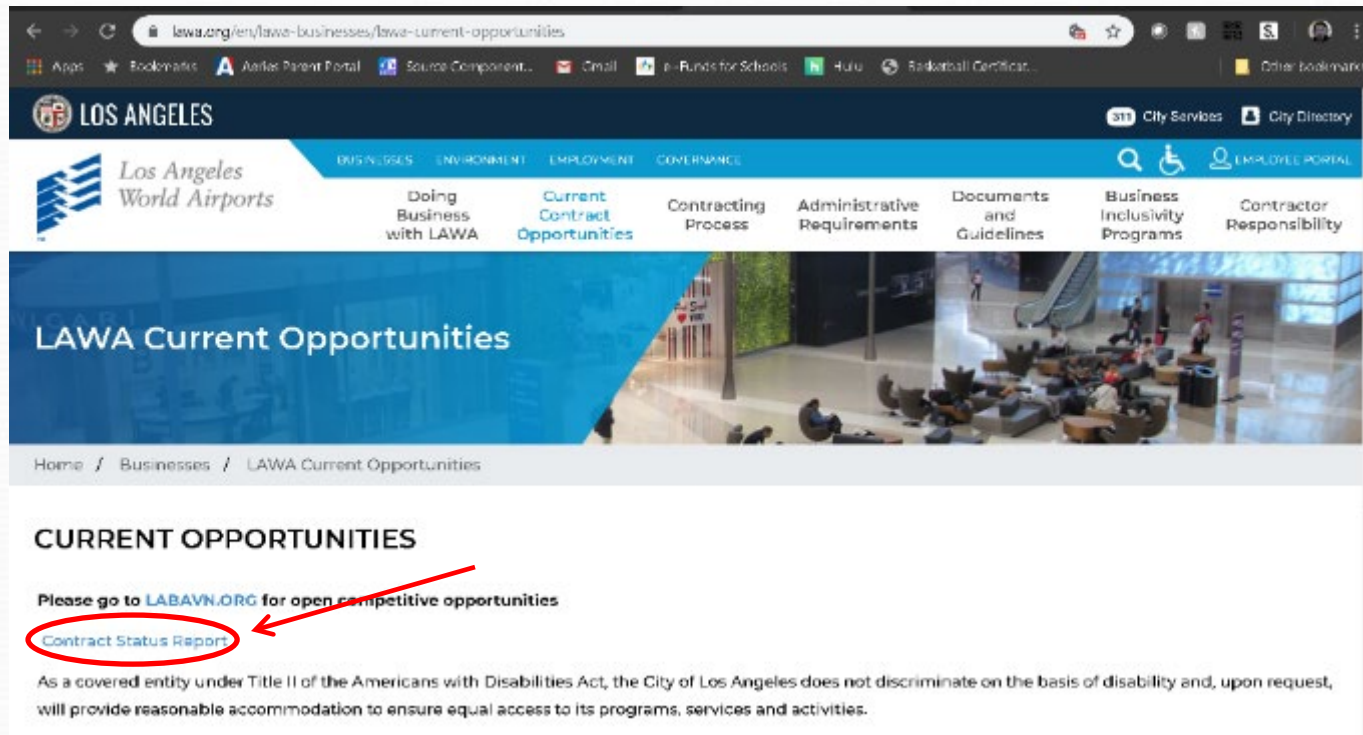 lawa.org/en/lawa-businesses/lawa-current-opportunities
Apps Bookmarks Aeries Parent Portal Source Component... Gmail e-Funds for Schools Hulu Basketball Certificat... Other bookmark
LOS ANGELES
311 City Services City Directory
Los Angeles
World Airports
BUSINESSES ENVIRONMENT EMPLOYMENT GOVERNANCE
EMPLOYEE PORTAL
Doing
Business
with LAWA
Current
Contract
Opportunities
Contracting
Process
Administrative
Requirements
Documents
and
Guidelines
Business
Inclusivity
Programs
Contractor
Responsibility
LAWA Current Opportunities
Home / Businesses / LAWA Current Opportunities
CURRENT OPPORTUNITIES
Please go to LABAVN.ORG for open competitive opportunities
Contract Status Report
As a covered entity under Title II of the Americans with Disabilities Act, the City of Los Angeles does not discriminate on the basis of disability and, upon request,
will provide reasonable accommodation to ensure equal access to its programs, services and activities.